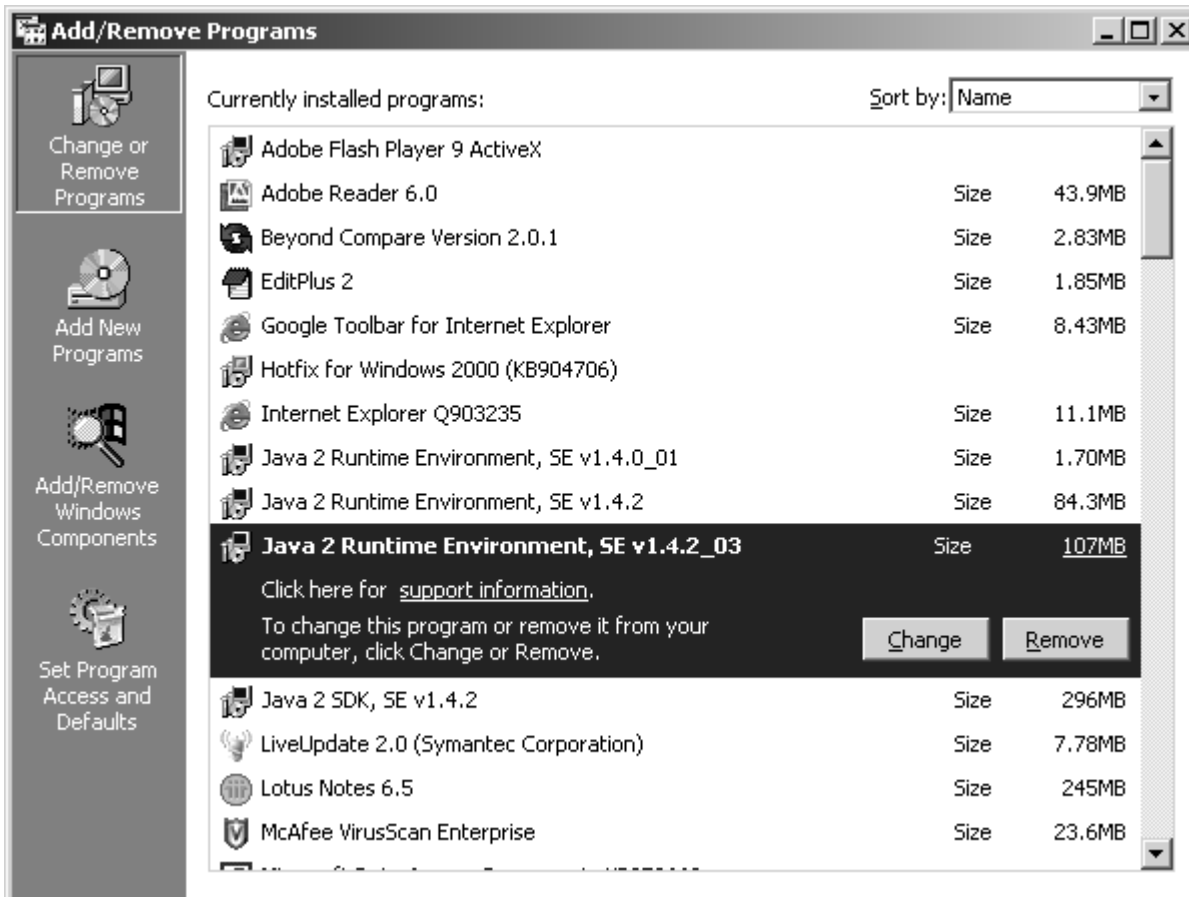 Add/Remove Programs
Change or
Remove
Programs
Add New
Programs
Add/Remove
Windows
Components
Set Program
Access and
Defaults
Currently installed programs:
Sort by: Name
Adobe Flash Player 9 ActiveX
Adobe Reader 6.0 Size 43.9MB
Beyond Compare Version 2.0.1 Size 2.83MB
EditPlus 2 Size 1.85MB
Google Toolbar for Internet Explorer Size 8.43MB
Hotfix for Windows 2000 (KB904706)
Internet Explorer Q903235 Size 11.1MB
Java 2 Runtime Environment, SE v1.4.0_01 Size 1.70MB
Java 2 Runtime Environment, SE v1.4.2 Size 84.3MB
Java 2 Runtime Environment, SE v1.4.2_03 Size 107MB
Click here for support information.
To change this program or remove it from your
computer, click Change or Remove.
Change Remove
Java 2 SDK, SE v1.4.2 Size 296MB
LiveUpdate 2.0 (Symantec Corporation) Size 7.78MB
Lotus Notes 6.5 Size 245MB
McAfee VirusScan Enterprise Size 23.6MB